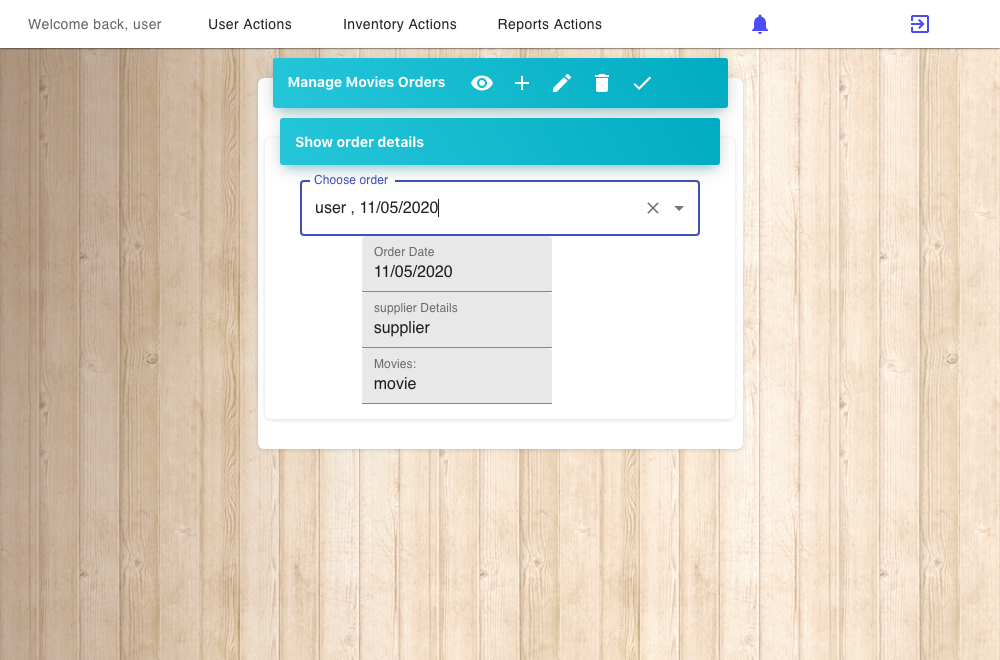 Welcome back, user
User Actions
Inventory Actions
Reports Actions
Manage Movies Orders
Show order details
Choose order
user , 11/05/2020
Order Date
11/05/2020
supplier Details
supplier
Movies:
movie